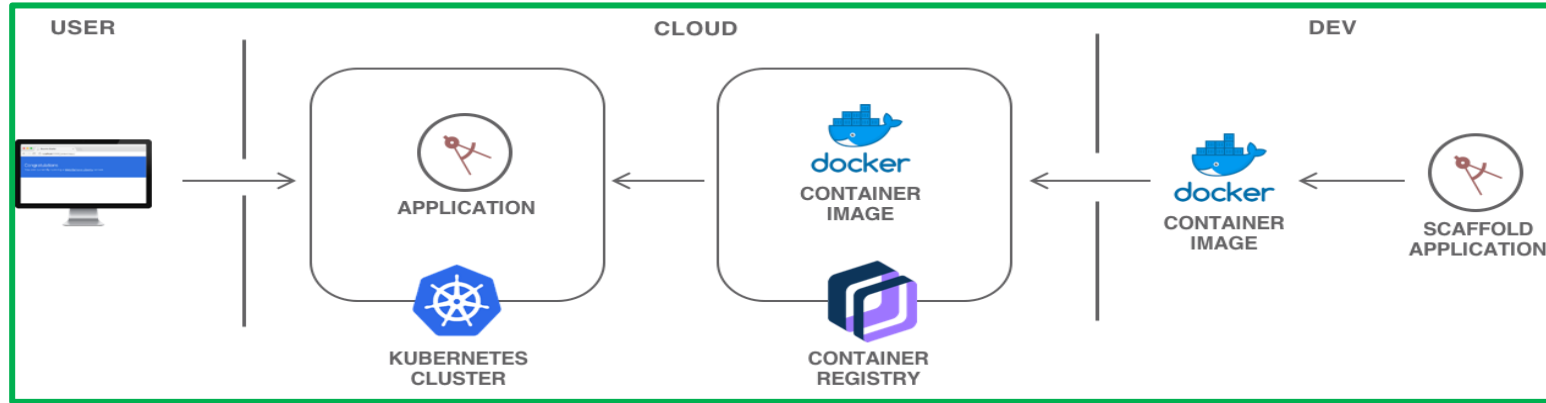 USER
CLOUD
DEV
APPLICATION
docker
CONTAINER
IMAGE
docker
CONTAINER
IMAGE
SCAFFOLD
APPLICATION
KUBERNETES
CLUSTER
CONTAINER
REGISTRY